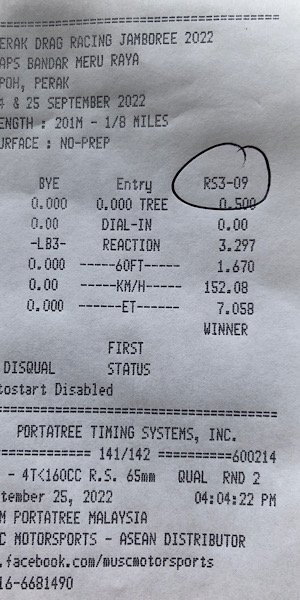 =====================================
ERAK DRAG RACING JAMBOREE 2022
APS BANDAR MERU RAYA
POH, PERAK
4 & 25 SEPTEMBER 2022
ENGTH : 201M - 1/8 MILES
URFACE : NO-PREP
BYE Entry RS3-09
0.000 0.000 TREE 0.500
0.00 DIAL-IN 0.00
-LB3- REACTION 3.297
0.000 ------60FT----- 1.670
0.00 -----KM/H------ 152.08
0.000 ------ET------ 7.058
WINNER
FIRST
DISQUAL STATUS
tostart Disabled
=====================================
PORTATREE TIMING SYSTEMS, INC.
========== 141/142 ==========600214
- 4T<160CC R.S. 65mm QUAL RND 2
tember 25, 2022 04:04:22 PM
M PORTATREE MALAYSIA
C MOTORSPORTS - ASEAN DISTRIBUTOR
.facebook.com/muscmotorsports
16-6681490